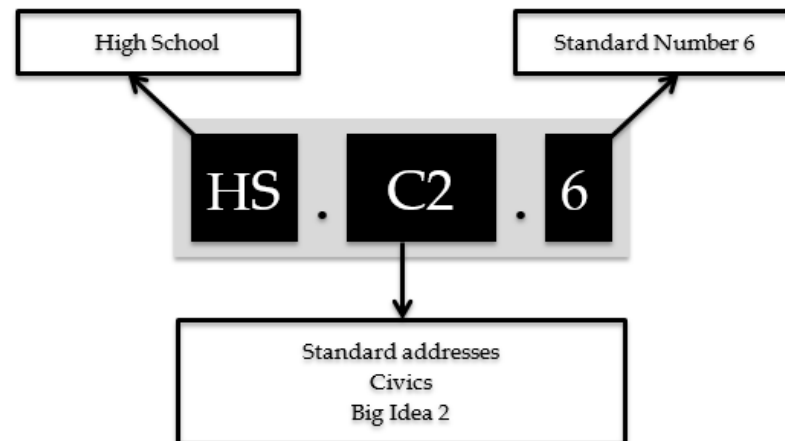 High School
Standard Number 6
HS . C2 . 6
Standard addresses
Civics
Big Idea 2